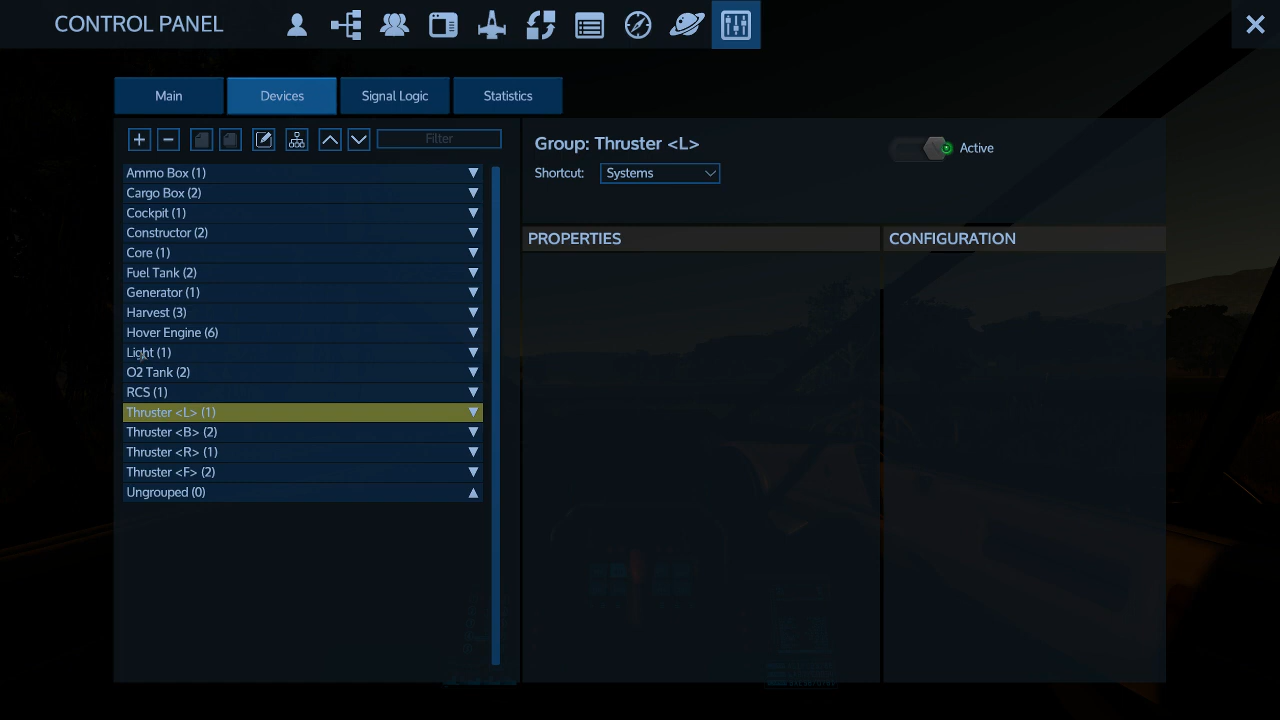 CONTROL PANEL
Main
Devices
Signal Logic
Statistics
Filter
Ammo Box (1)
Cargo Box (2)
Cockpit (1)
Constructor (2)
Core (1)
Fuel Tank (2)
Generator (1)
Harvest (3)
Hover Engine (6)
Light (1)
O2 Tank (2)
RCS (1)
Thruster <L> (1)
Thruster <B> (2)
Thruster <R> (1)
Thruster <F> (2)
Ungrouped (0)
Group: Thruster <L>
Active
Shortcut: Systems
PROPERTIES
CONFIGURATION